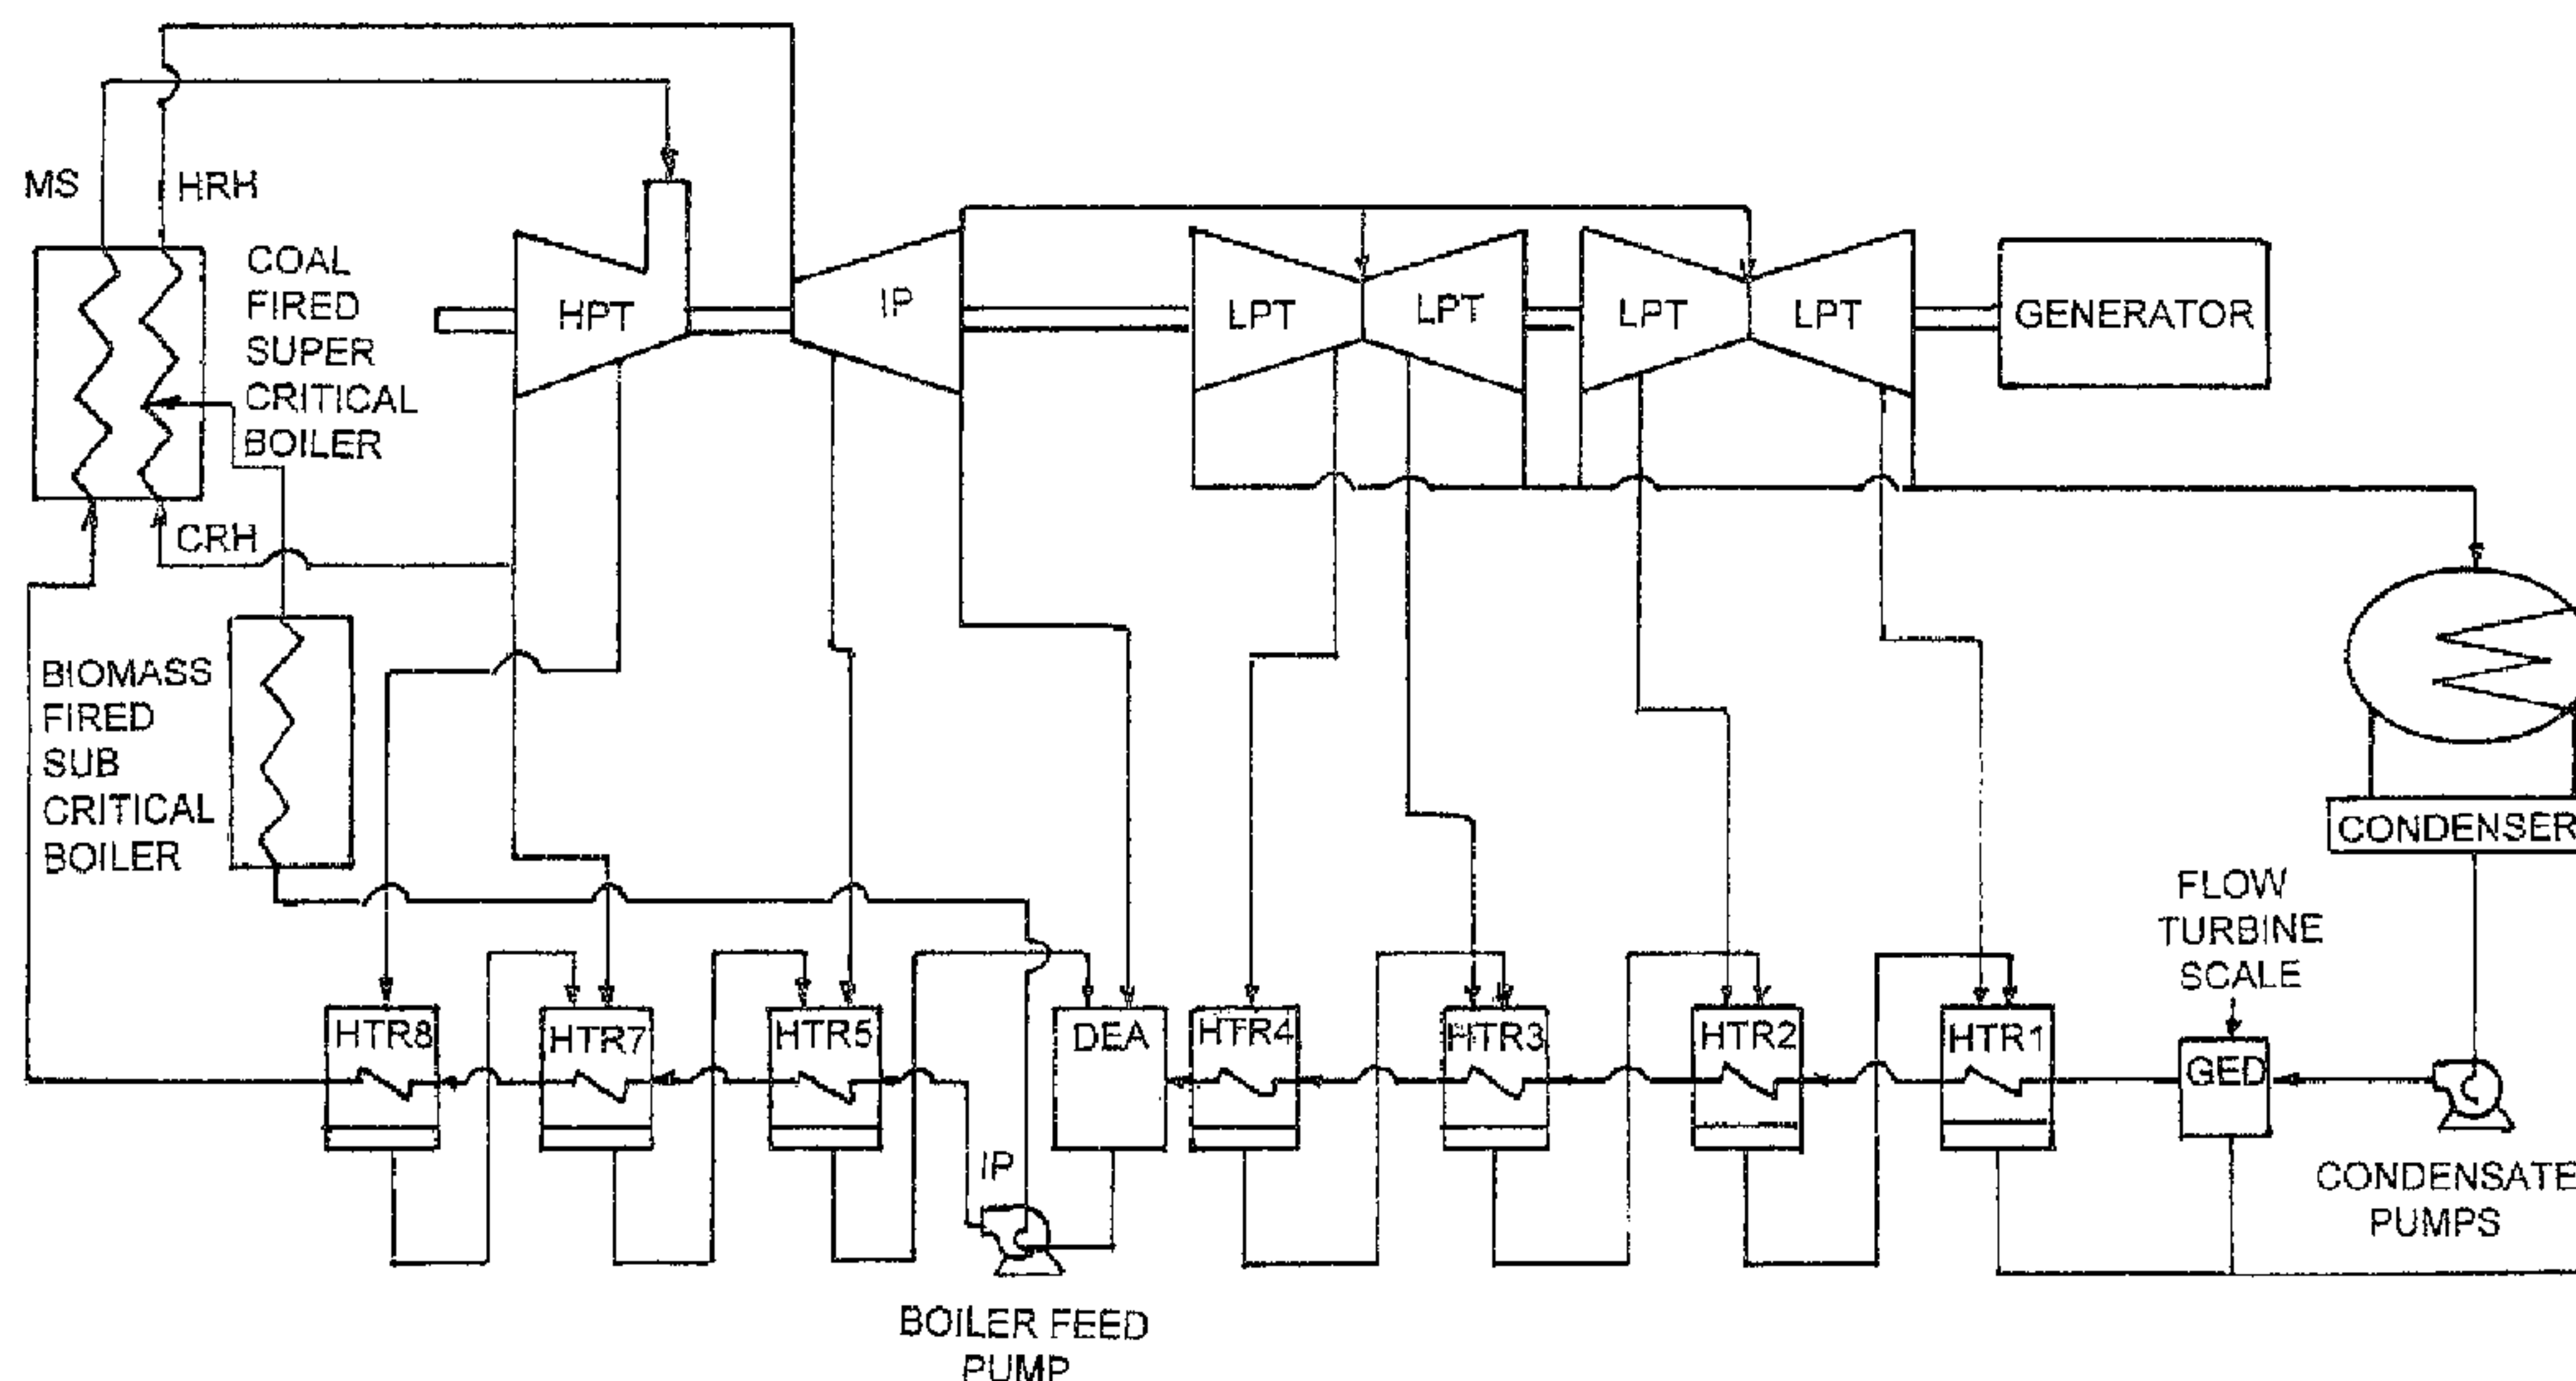 MS
HRH
COAL
FIRED
SUPER
CRITICAL
BOILER
HPT
IP
LPT
LPT
LPT
LPT
GENERATOR
CRH
BIOMASS
FIRED
SUB
CRITICAL
BOILER
CONDENSER
FLOW
TURBINE
SCALE
HTR8
HTR7
HTR5
DEA
HTR4
HTR3
HTR2
HTR1
GED
IP
CONDENSATE
PUMPS
BOILER FEED
PUMP